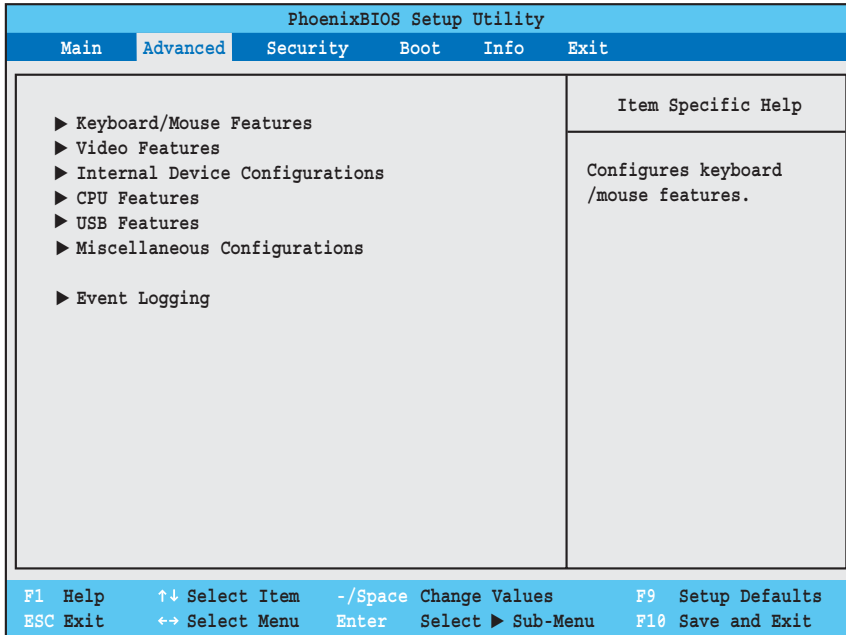 PhoenixBIOS Setup Utility
Main Advanced Security Boot Info Exit
▶ Keyboard/Mouse Features
▶ Video Features
▶ Internal Device Configurations
▶ CPU Features
▶ USB Features
▶ Miscellaneous Configurations
▶ Event Logging
Item Specific Help
Configures keyboard
/mouse features.
F1 Help ↑↓ Select Item -/Space Change Values F9 Setup Defaults
ESC Exit ←→ Select Menu Enter Select ▶ Sub-Menu F10 Save and Exit